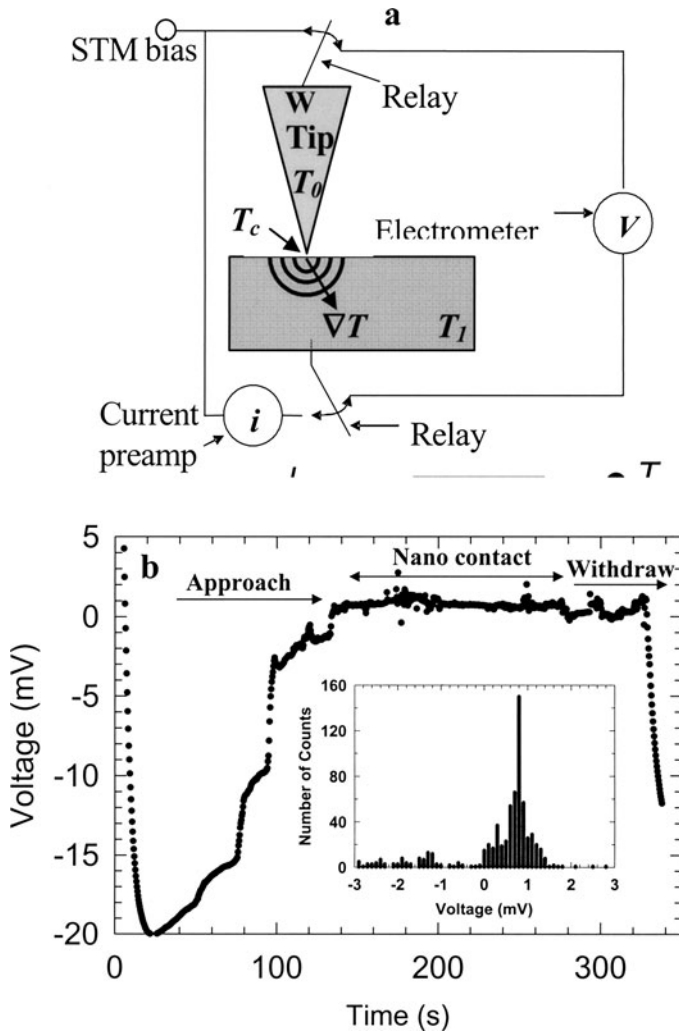 a
STM bias
Relay
W
Tip
T0
Tc
Electrometer
V
∇T
T1
Current
preamp
i
Relay
T
b
Approach
Nano contact
Withdraw
Voltage (mV)
5
0
-5
-10
-15
-20
Number of Counts
160
120
80
40
0
-3 -2 -1 0 1 2 3
Voltage (mV)
0 100 200 300
Time (s)